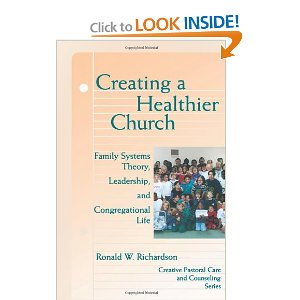 Click to LOOK INSIDE!
Creating a
Healthier
Church
Family Systems
Theory,
Leadership,
and
Congregational
Life
Ronald W. Richardson
Creative Pastoral Care
and Counseling
Series